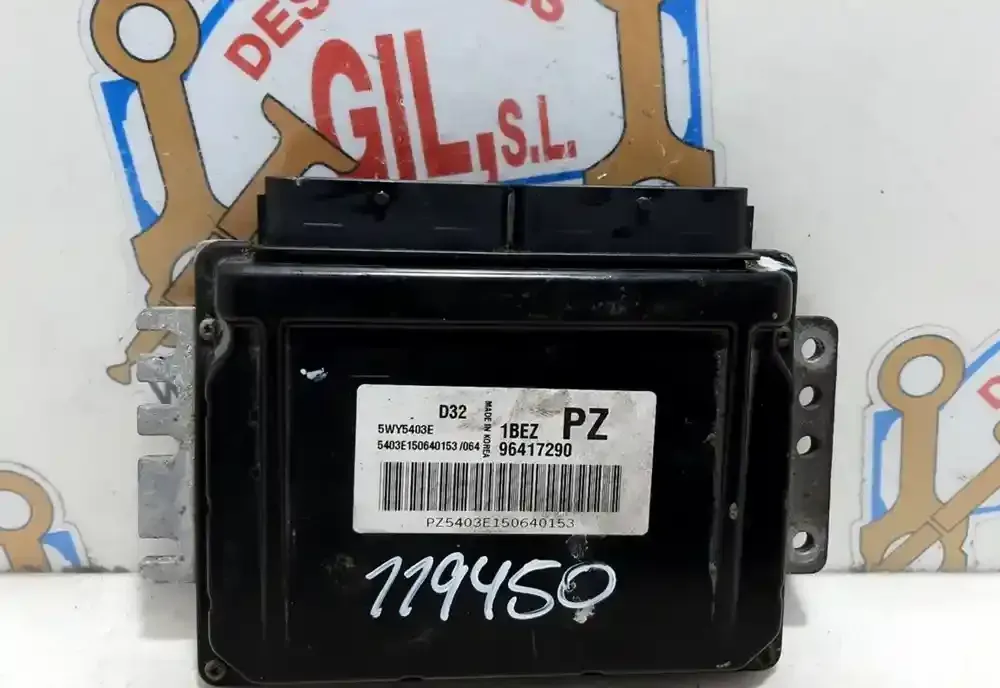 GIL, S.L.
D32
MADE IN KOREA
5WY5403E
1BEZ PZ
5403E150640153 /064
96417290
PZ5403E150640153
119450